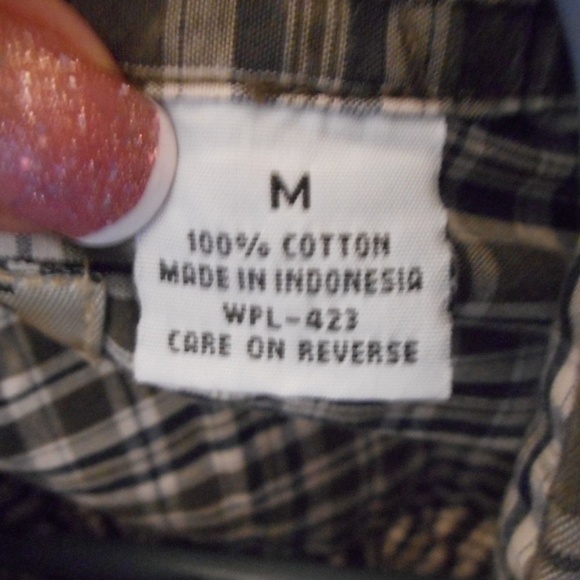 M
100% COTTON
MADE IN INDONESIA
WPL-423
CARE ON REVERSE